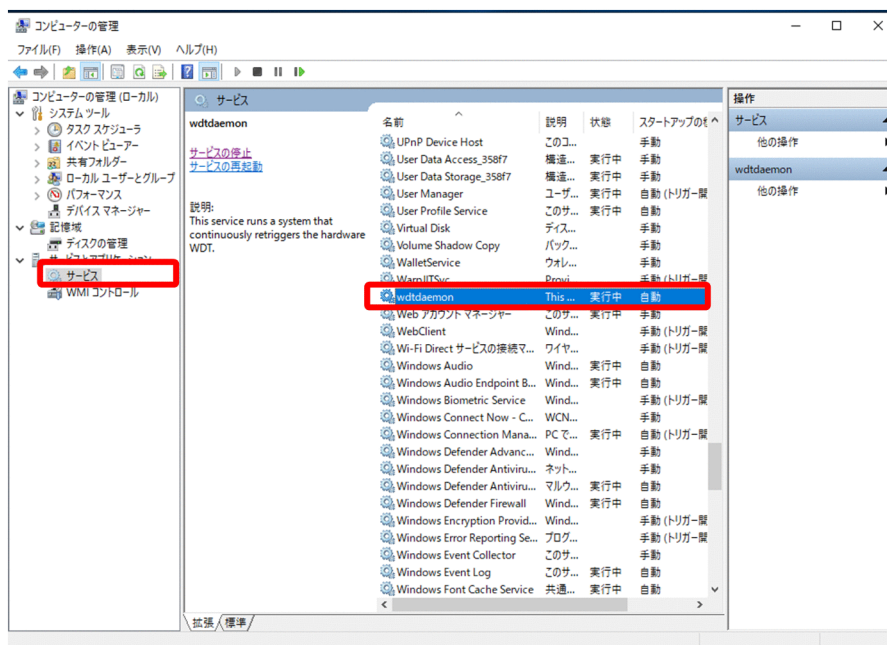 コンピューターの管理
ファイル(F) 操作(A) 表示(V) ヘルプ(H)
コンピューターの管理 (ローカル)
システム ツール
タスク スケジューラ
イベント ビューアー
共有フォルダー
ローカル ユーザーとグループ
パフォーマンス
デバイス マネージャー
記憶域
ディスクの管理
サービスとアプリケーション
サービス
WMI コントロール
サービス
wdtdaemon
サービスの停止
サービスの再起動
説明:
This service runs a system that
continuously retriggers the hardware
WDT.
名前 説明 状態 スタートアップの
UPnP Device Host このコ... 手動
User Data Access_358f7 構造... 実行中 手動
User Data Storage_358f7 構造... 実行中 手動
User Manager ユーザ... 実行中 自動 (トリガー開
User Profile Service このサ... 実行中 自動
Virtual Disk ディス... 手動
Volume Shadow Copy バック... 手動
WalletService ウォレ... 手動
WarpJITSvc Provi... 手動 (トリガー開
wdtdaemon This ... 実行中 自動
Web アカウント マネージャー このサ... 実行中 手動
WebClient Wind... 手動 (トリガー開
Wi-Fi Direct サービスの接続マ... ワイヤ... 手動 (トリガー開
Windows Audio Wind... 実行中 自動
Windows Audio Endpoint B... Wind... 実行中 自動
Windows Biometric Service Wind... 手動 (トリガー開
Windows Connect Now - C... WCN... 手動
Windows Connection Mana... PC で... 実行中 自動 (トリガー開
Windows Defender Advanc... Wind... 手動
Windows Defender Antiviru... ネット... 手動
Windows Defender Antiviru... マルウ... 実行中 自動
Windows Defender Firewall Wind... 実行中 自動
Windows Encryption Provid... Wind... 手動 (トリガー開
Windows Error Reporting Se... プログ... 手動 (トリガー開
Windows Event Collector このサ... 手動
Windows Event Log このサ... 実行中 自動
Windows Font Cache Service 共通... 実行中 自動
拡張 標準
操作
サービス
他の操作
wdtdaemon
他の操作